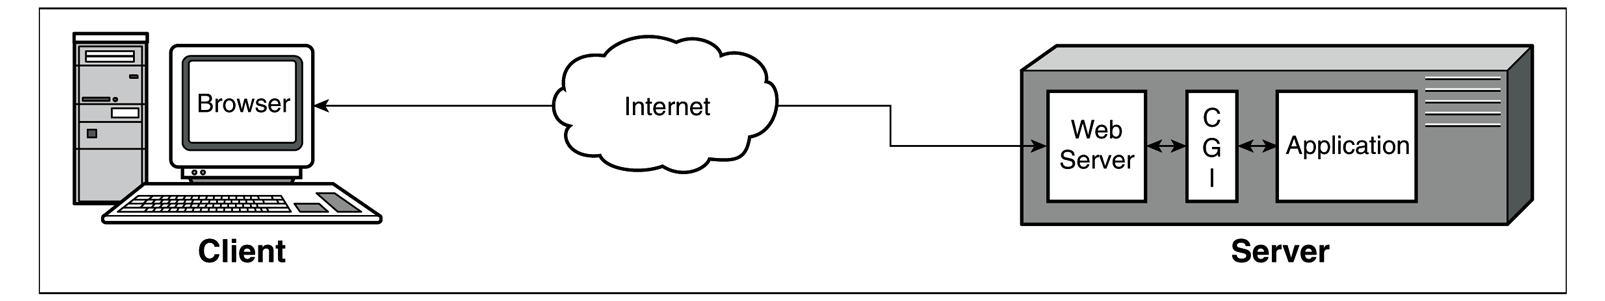 Browser
Internet
Web
Server
C
G
I
Application
Client
Server